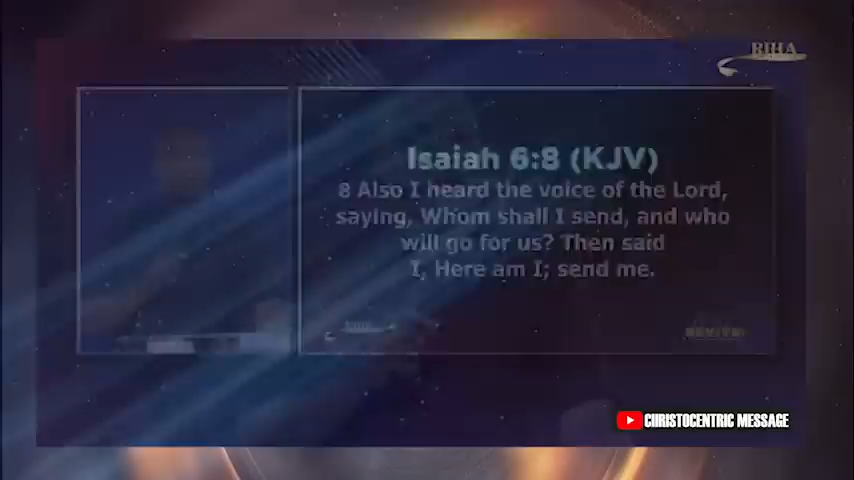 BIHA
Isaiah 6:8 (KJV)
8 Also I heard the voice of the Lord,
saying, Whom shall I send, and who
will go for us? Then said
I, Here am I; send me.
CHRISTOCENTRIC MESSAGE